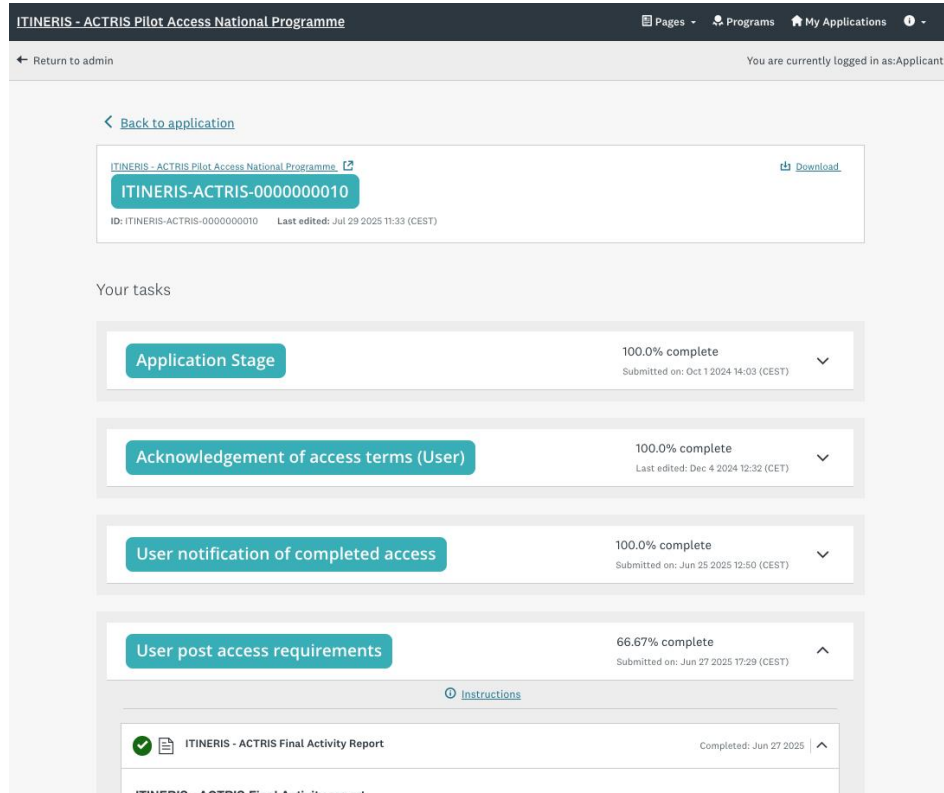 ITINERIS - ACTRIS Pilot Access National Programme
Pages
Programs
My Applications
Return to admin
You are currently logged in as:Applicant
Back to application
ITINERIS - ACTRIS Pilot Access National Programme
Download
ITINERIS-ACTRIS-0000000010
ID: ITINERIS-ACTRIS-0000000010 Last edited: Jul 29 2025 11:33 (CEST)
Your tasks
Application Stage
100.0% complete
Submitted on: Oct 1 2024 14:03 (CEST)
Acknowledgement of access terms (User)
100.0% complete
Last edited: Dec 4 2024 12:32 (CET)
User notification of completed access
100.0% complete
Submitted on: Jun 25 2025 12:50 (CEST)
User post access requirements
66.67% complete
Submitted on: Jun 27 2025 17:29 (CEST)
Instructions
ITINERIS - ACTRIS Final Activity Report
Completed: Jun 27 2025